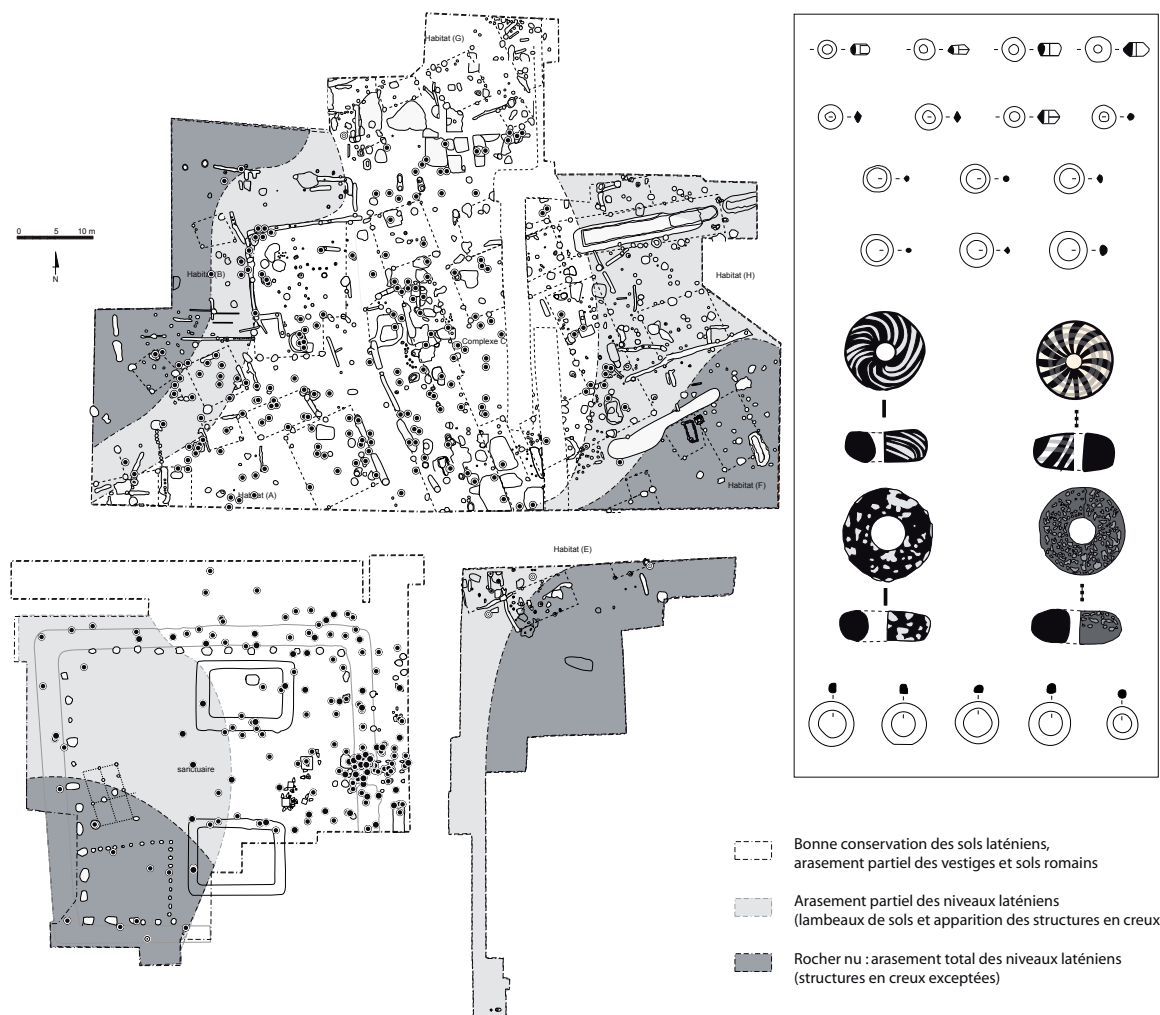 Habitat (G)
0 5 10 m
N
Habitat (B)
Habitat (H)
Complexe C
Habitat (A)
Habitat (F)
Habitat (E)
sanctuaire
Bonne conservation des sols laténiens,
arasement partiel des vestiges et sols romains
Arasement partiel des niveaux laténiens
(lambeaux de sols et apparition des structures en creux
Rocher nu : arasement total des niveaux laténiens
(structures en creux exceptées)